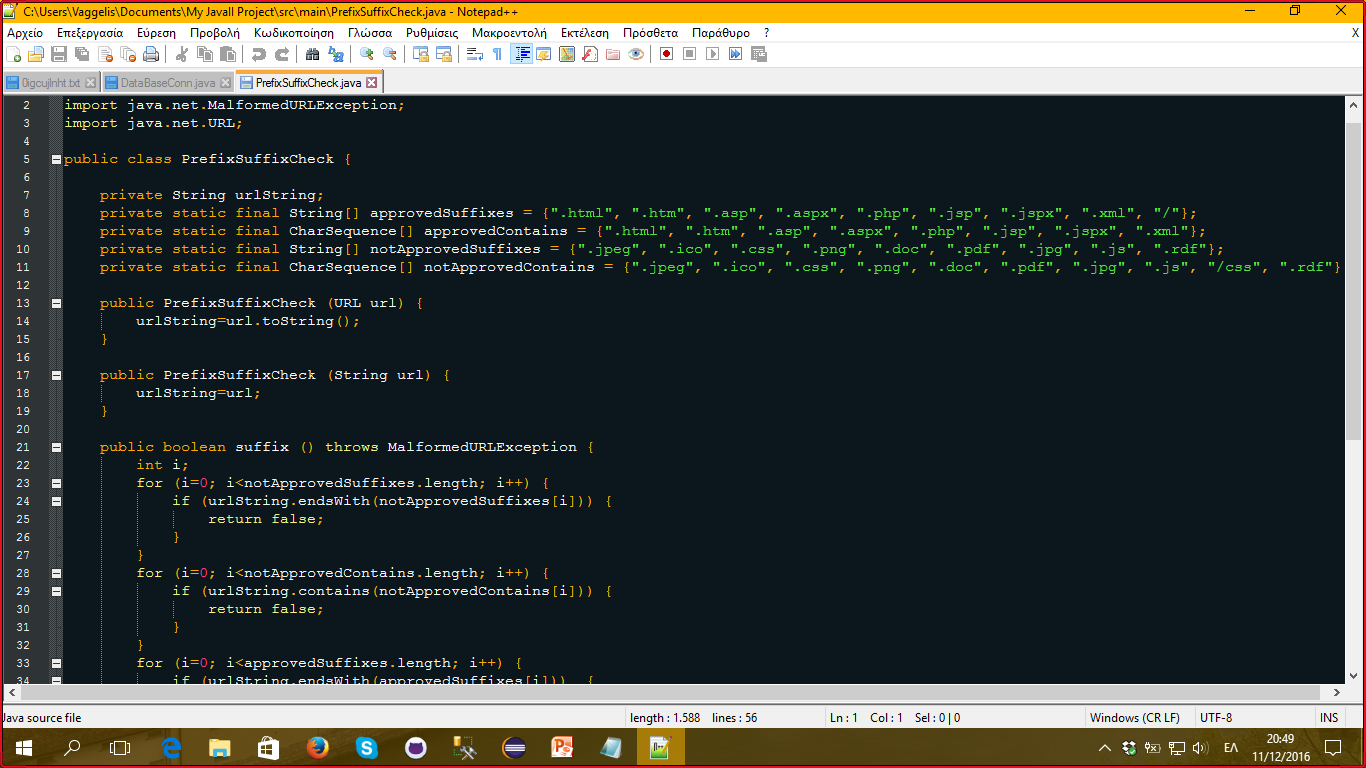 C:\Users\Vaggelis\Documents\My JavaII Project\src\main\PrefixSuffixCheck.java - Notepad++
Αρχείο Επεξεργασία Εύρεση Προβολή Κωδικοποίηση Γλώσσα Ρυθμίσεις Μακροεντολή Εκτέλεση Πρόσθετα Παράθυρο ? X
0igcujlnht.txt DataBaseConn.java PrefixSuffixCheck.java
2 import java.net.MalformedURLException;
3 import java.net.URL;
4
5 public class PrefixSuffixCheck {
6
7 private String urlString;
8 private static final String[] approvedSuffixes = {".html", ".htm", ".asp", ".aspx", ".php", ".jsp", ".jspx", ".xml", "/"};
9 private static final CharSequence[] approvedContains = {".html", ".htm", ".asp", ".aspx", ".php", ".jsp", ".jspx", ".xml"};
10 private static final String[] notApprovedSuffixes = {".jpeg", ".ico", ".css", ".png", ".doc", ".pdf", ".jpg", ".js", ".rdf"};
11 private static final CharSequence[] notApprovedContains = {".jpeg", ".ico", ".css", ".png", ".doc", ".pdf", ".jpg", ".js", "/css", ".rdf"}
12
13 public PrefixSuffixCheck (URL url) {
14 urlString=url.toString();
15 }
16
17 public PrefixSuffixCheck (String url) {
18 urlString=url;
19 }
20
21 public boolean suffix () throws MalformedURLException {
22 int i;
23 for (i=0; i<notApprovedSuffixes.length; i++) {
24 if (urlString.endsWith(notApprovedSuffixes[i])) {
25 return false;
26 }
27 }
28 for (i=0; i<notApprovedContains.length; i++) {
29 if (urlString.contains(notApprovedContains[i])) {
30 return false;
31 }
32 }
33 for (i=0; i<approvedSuffixes.length; i++) {
34 if (urlString.endsWith(approvedSuffixes[i])) {
Java source file length : 1.588 lines : 56 Ln : 1 Col : 1 Sel : 0 | 0 Windows (CR LF) UTF-8 INS
ΕΛ 20:49
11/12/2016